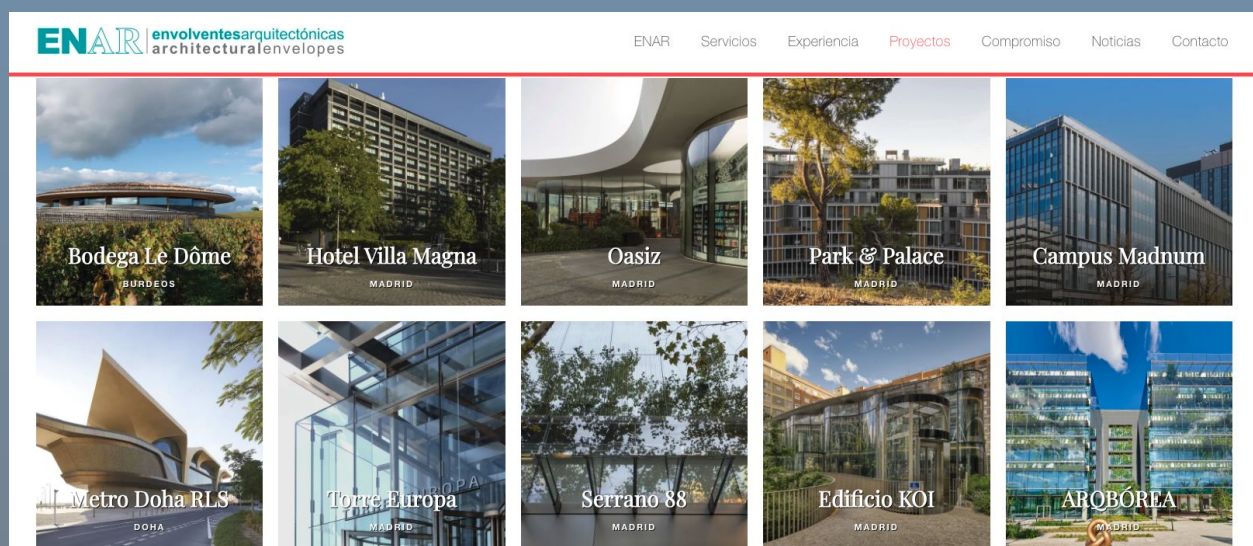 ENAR envolventesarquitectónicas
architecturalenvelopes
ENAR Servicios Experiencia Proyectos Compromiso Noticias Contacto
Bodega Le Dôme
BURDEOS
Hotel Villa Magna
MADRID
Oasiz
MADRID
Park & Palace
MADRID
Campus Madnum
MADRID
Metro Doha RLS
DOHA
EUROPA
Torre Europa
MADRID
Serrano 88
MADRID
Edificio KOI
MADRID
ARQBÓREA
MADRID